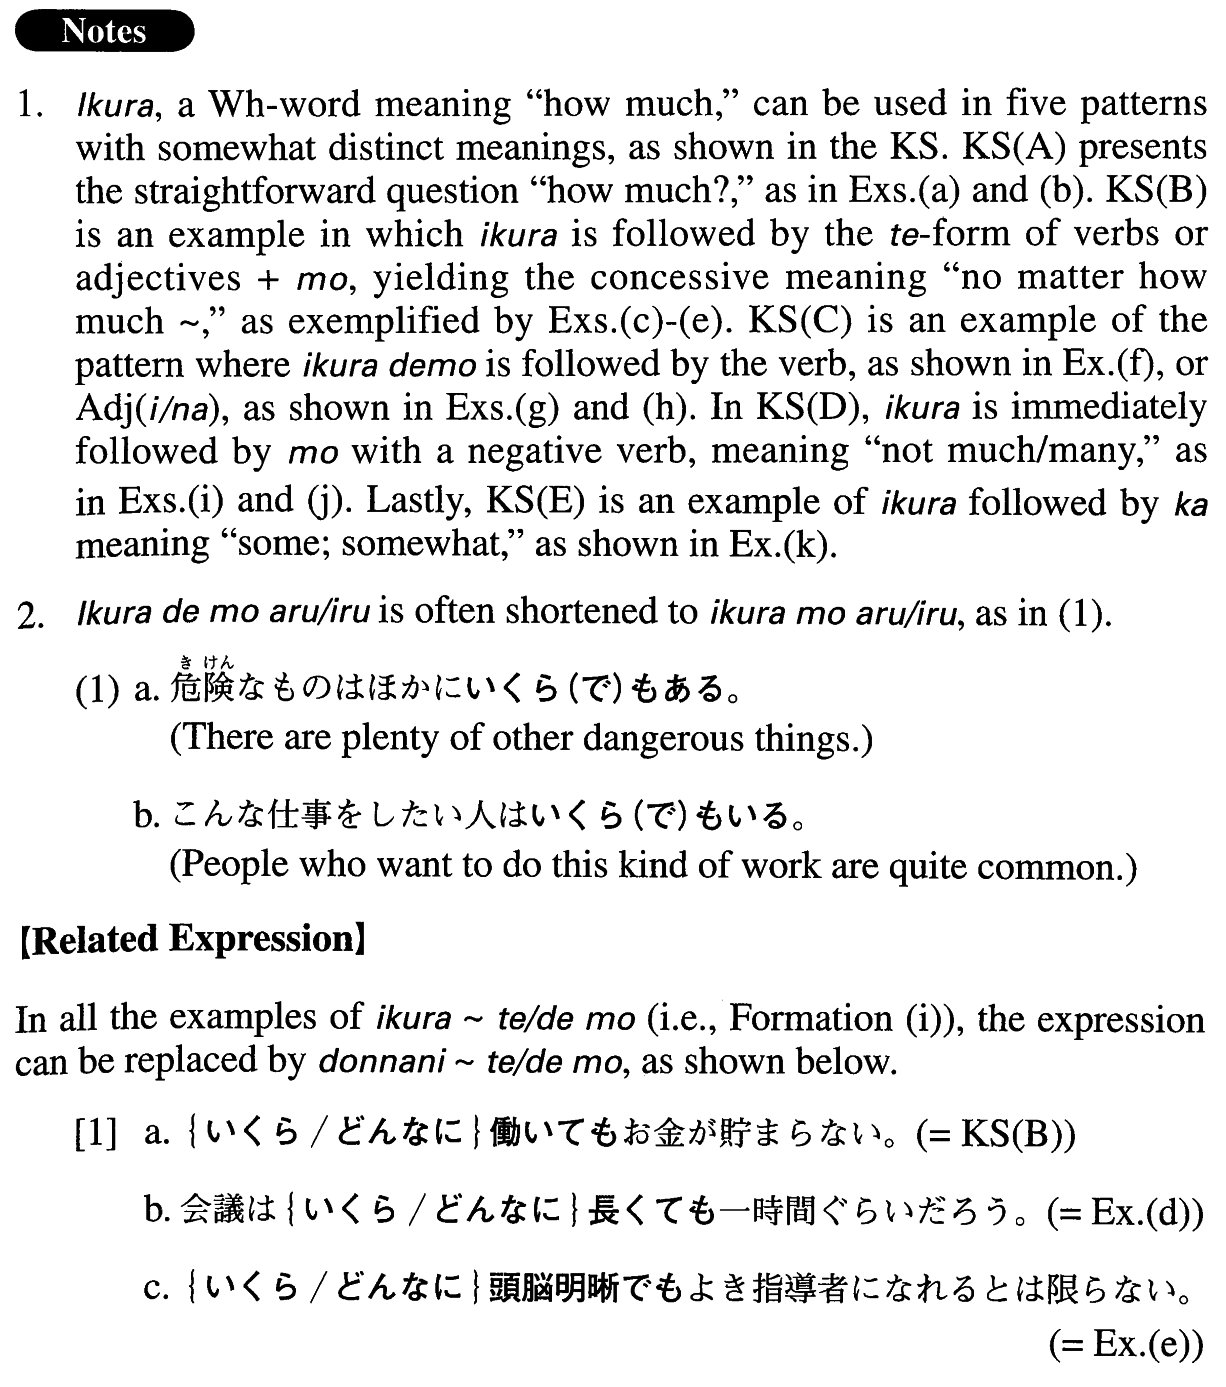 Notes
1. Ikura, a Wh-word meaning “how much,” can be used in five patterns
with somewhat distinct meanings, as shown in the KS. KS(A) presents
the straightforward question “how much?,” as in Exs.(a) and (b). KS(B)
is an example in which ikura is followed by the te-form of verbs or
adjectives + mo, yielding the concessive meaning “no matter how
much ~,” as exemplified by Exs.(c)-(e). KS(C) is an example of the
pattern where ikura demo is followed by the verb, as shown in Ex.(f), or
Adj(i/na), as shown in Exs.(g) and (h). In KS(D), ikura is immediately
followed by mo with a negative verb, meaning “not much/many,” as
in Exs.(i) and (j). Lastly, KS(E) is an example of ikura followed by ka
meaning “some; somewhat,” as shown in Ex.(k).
2. Ikura de mo aru/iru is often shortened to ikura mo aru/iru, as in (1).
き けん
(1) a. 危険なものはほかにいくら(で)もある。
(There are plenty of other dangerous things.)
b. こんな仕事をしたい人はいくら(で)もいる。
(People who want to do this kind of work are quite common.)
【Related Expression】
In all the examples of ikura ~ te/de mo (i.e., Formation (i)), the expression
can be replaced by donnani ~ te/de mo, as shown below.
[1] a. {いくら/どんなに}働いてもお金が貯まらない。(= KS(B))
b. 会議は{いくら/どんなに}長くても一時間ぐらいだろう。(= Ex.(d))
c. {いくら/どんなに}頭脳明晰でもよき指導者になれるとは限らない。
(= Ex.(e))